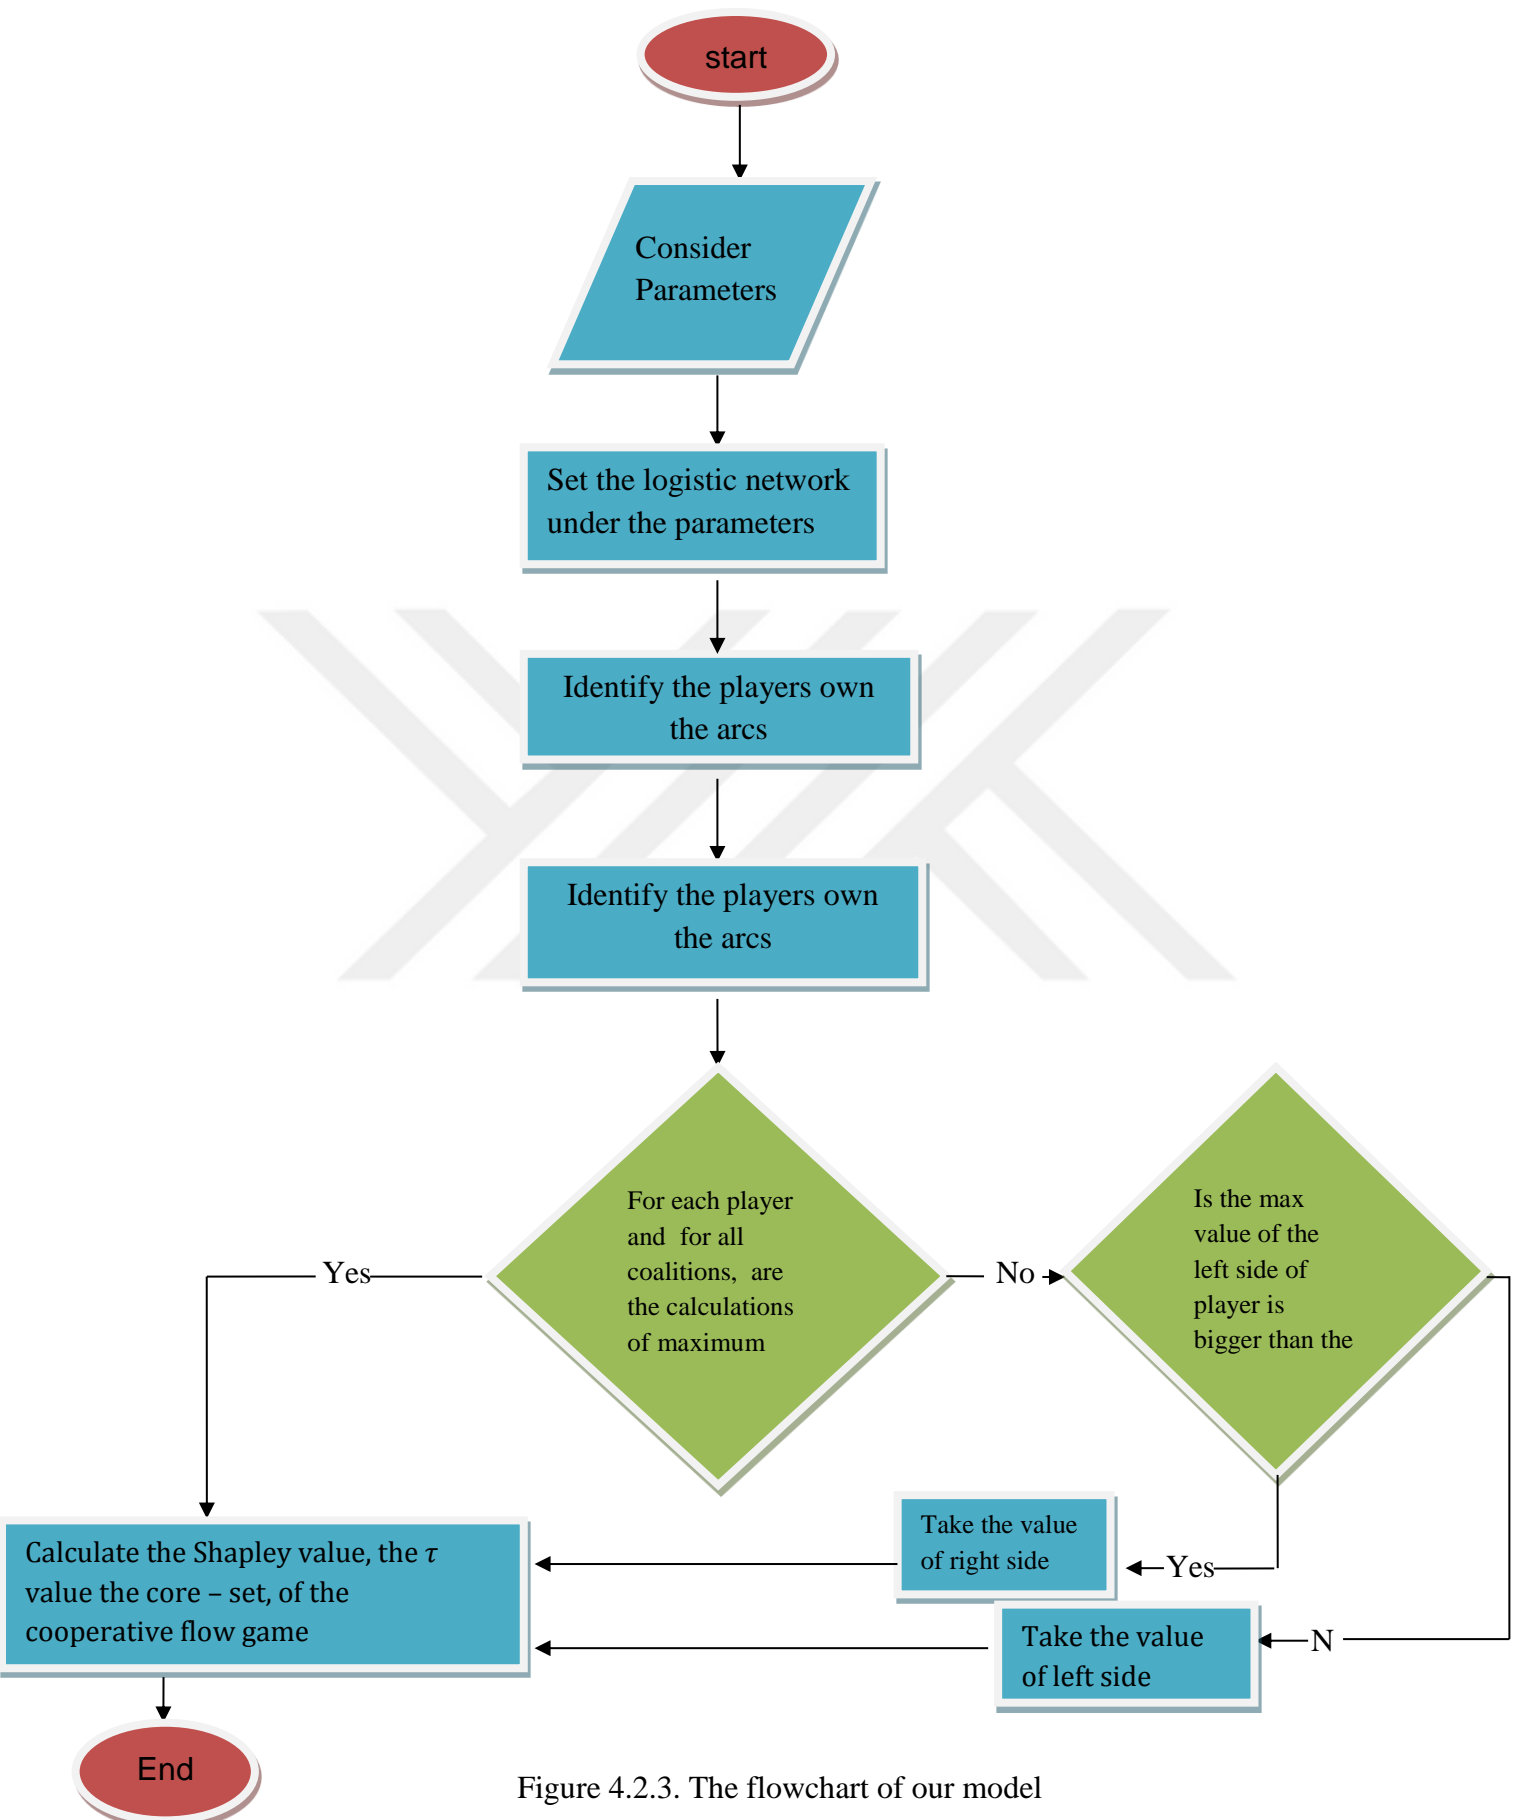 start
Consider
Parameters
Set the logistic network
under the parameters
Identify the players own
the arcs
Identify the players own
the arcs
For each player
and for all
coalitions, are
the calculations
of maximum
Is the max
value of the
left side of
player is
bigger than the
Yes
No
Take the value
of right side
Yes
Calculate the Shapley value, the τ
value the core – set, of the
cooperative flow game
Take the value
of left side
N
End
Figure 4.2.3. The flowchart of our model